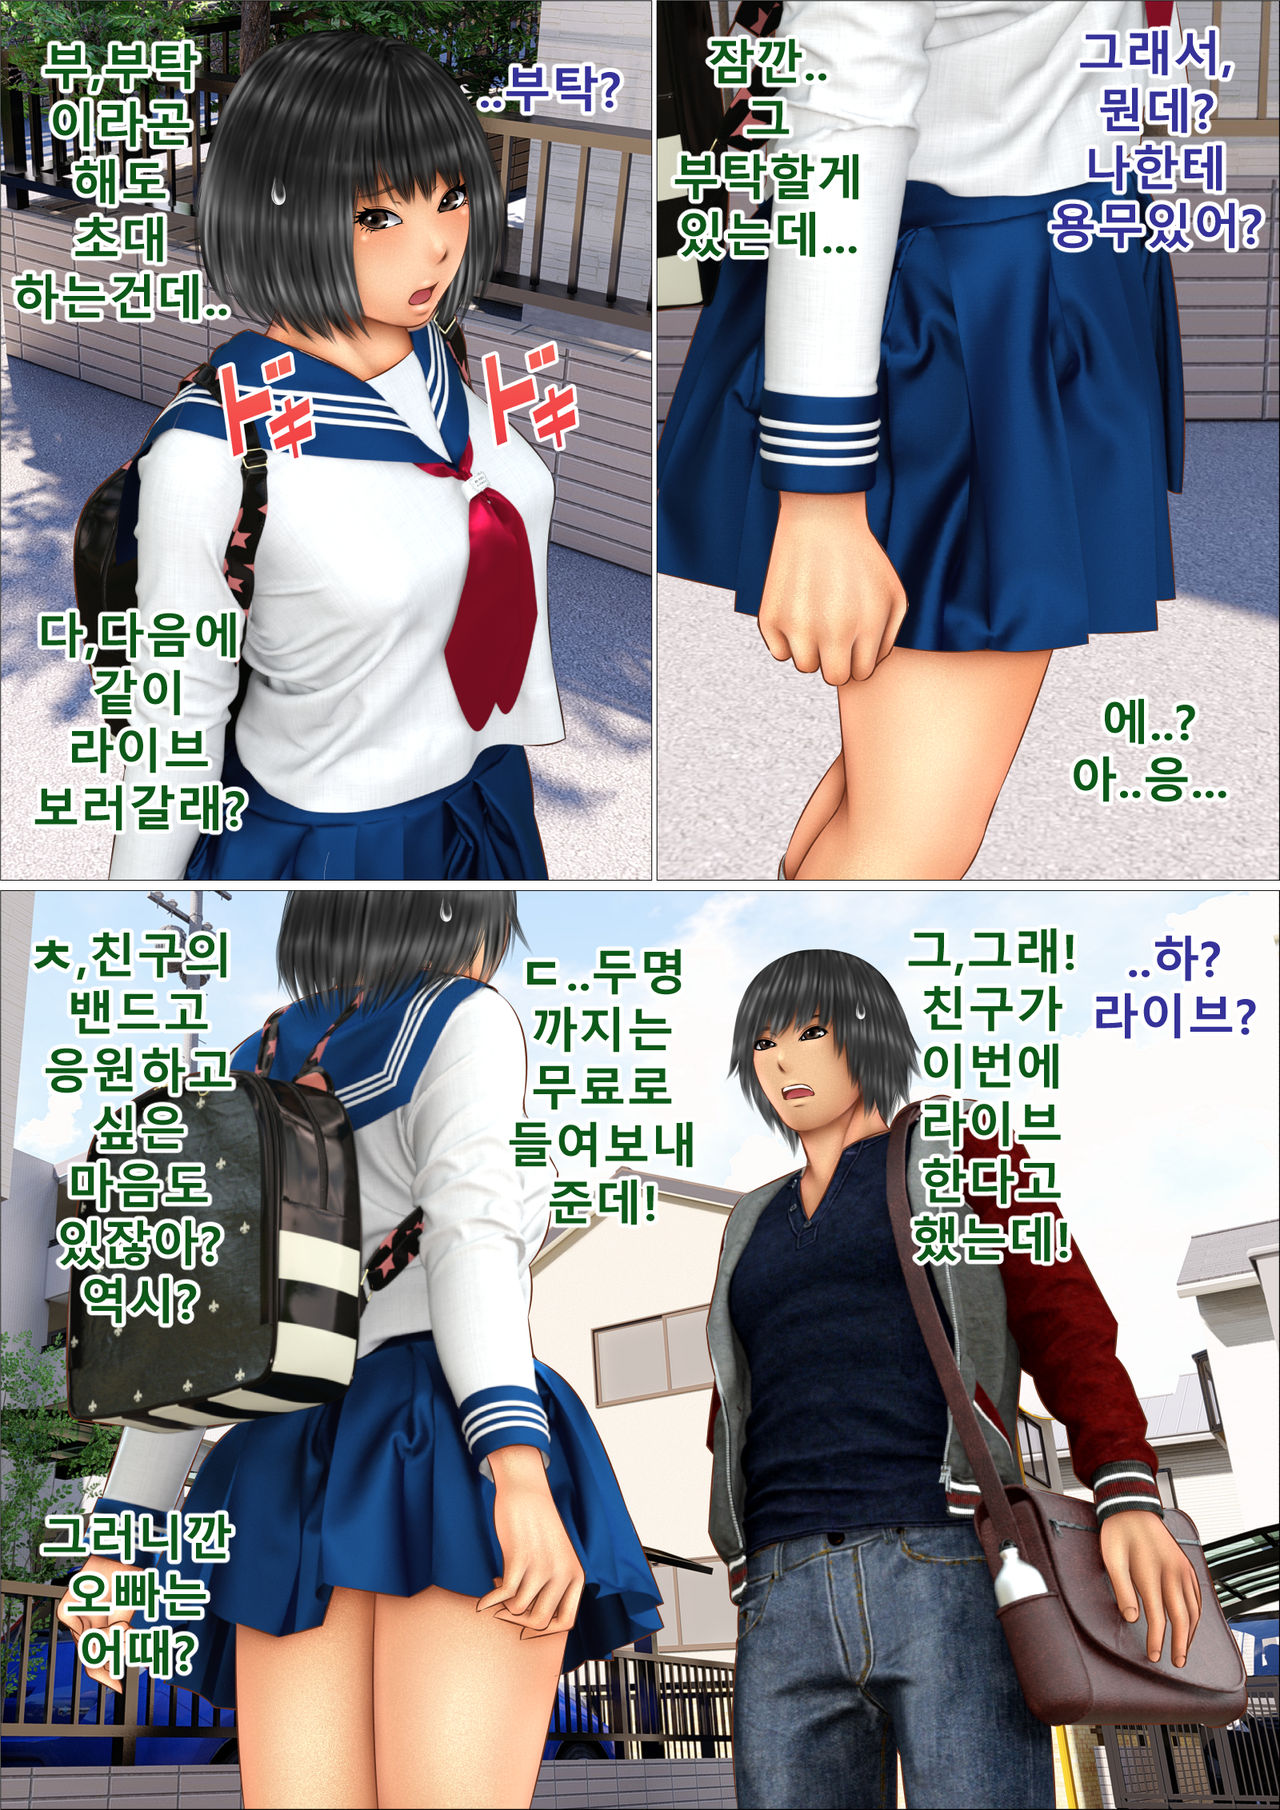 그래서,
뭔데?
나한테
용무있어?
잠깐..
그
부탁할게
있는데...
에..?
아..응...
..부탁?
부,부탁
이라곤
해도
초대
하는건데..
ドキ
ドキ
다,다음에
같이
라이브
보러갈래?
..하?
라이브?
그,그래!
친구가
이번에
라이브
한다고
했는데!
ㄷ..두명
까지는
무료로
들여보내
준데!
ㅊ,친구의
밴드고
응원하고
싶은
마음도
있잖아?
역시?
그러니깐
오빠는
어때?